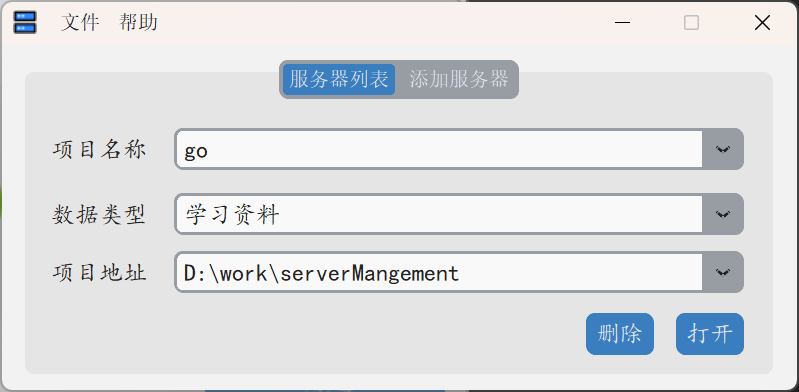 文件 帮助
服务器列表 添加服务器
项目名称 go
数据类型 学习资料
项目地址 D:\work\serverMangement
删除 打开